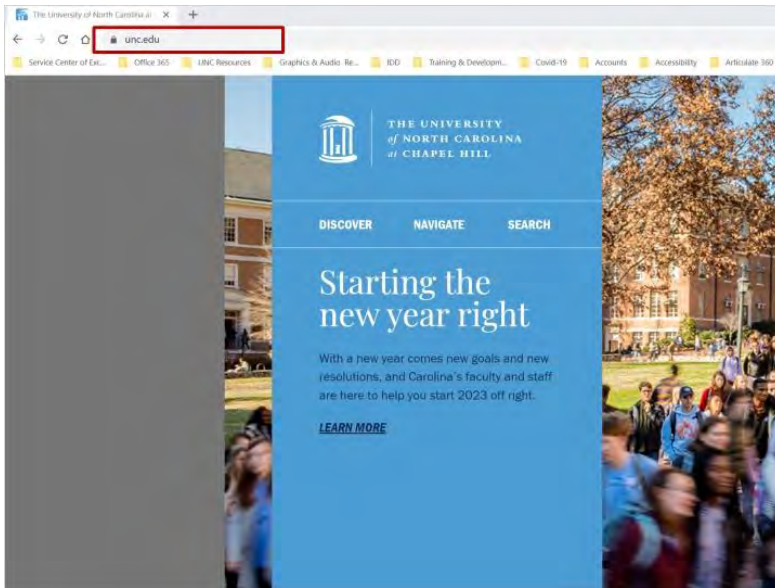 The University of North Carolina at
unc.edu
Service Center of Exc... Office 365 UNC Resources Graphics & Audio Re... IDD Training & Developm... Covid-19 Accounts Accessibility Articulate 360
THE UNIVERSITY
of NORTH CAROLINA
at CHAPEL HILL
DISCOVER NAVIGATE SEARCH
Starting the
new year right
With a new year comes new goals and new
resolutions, and Carolina's faculty and staff
are here to help you start 2023 off right.
LEARN MORE